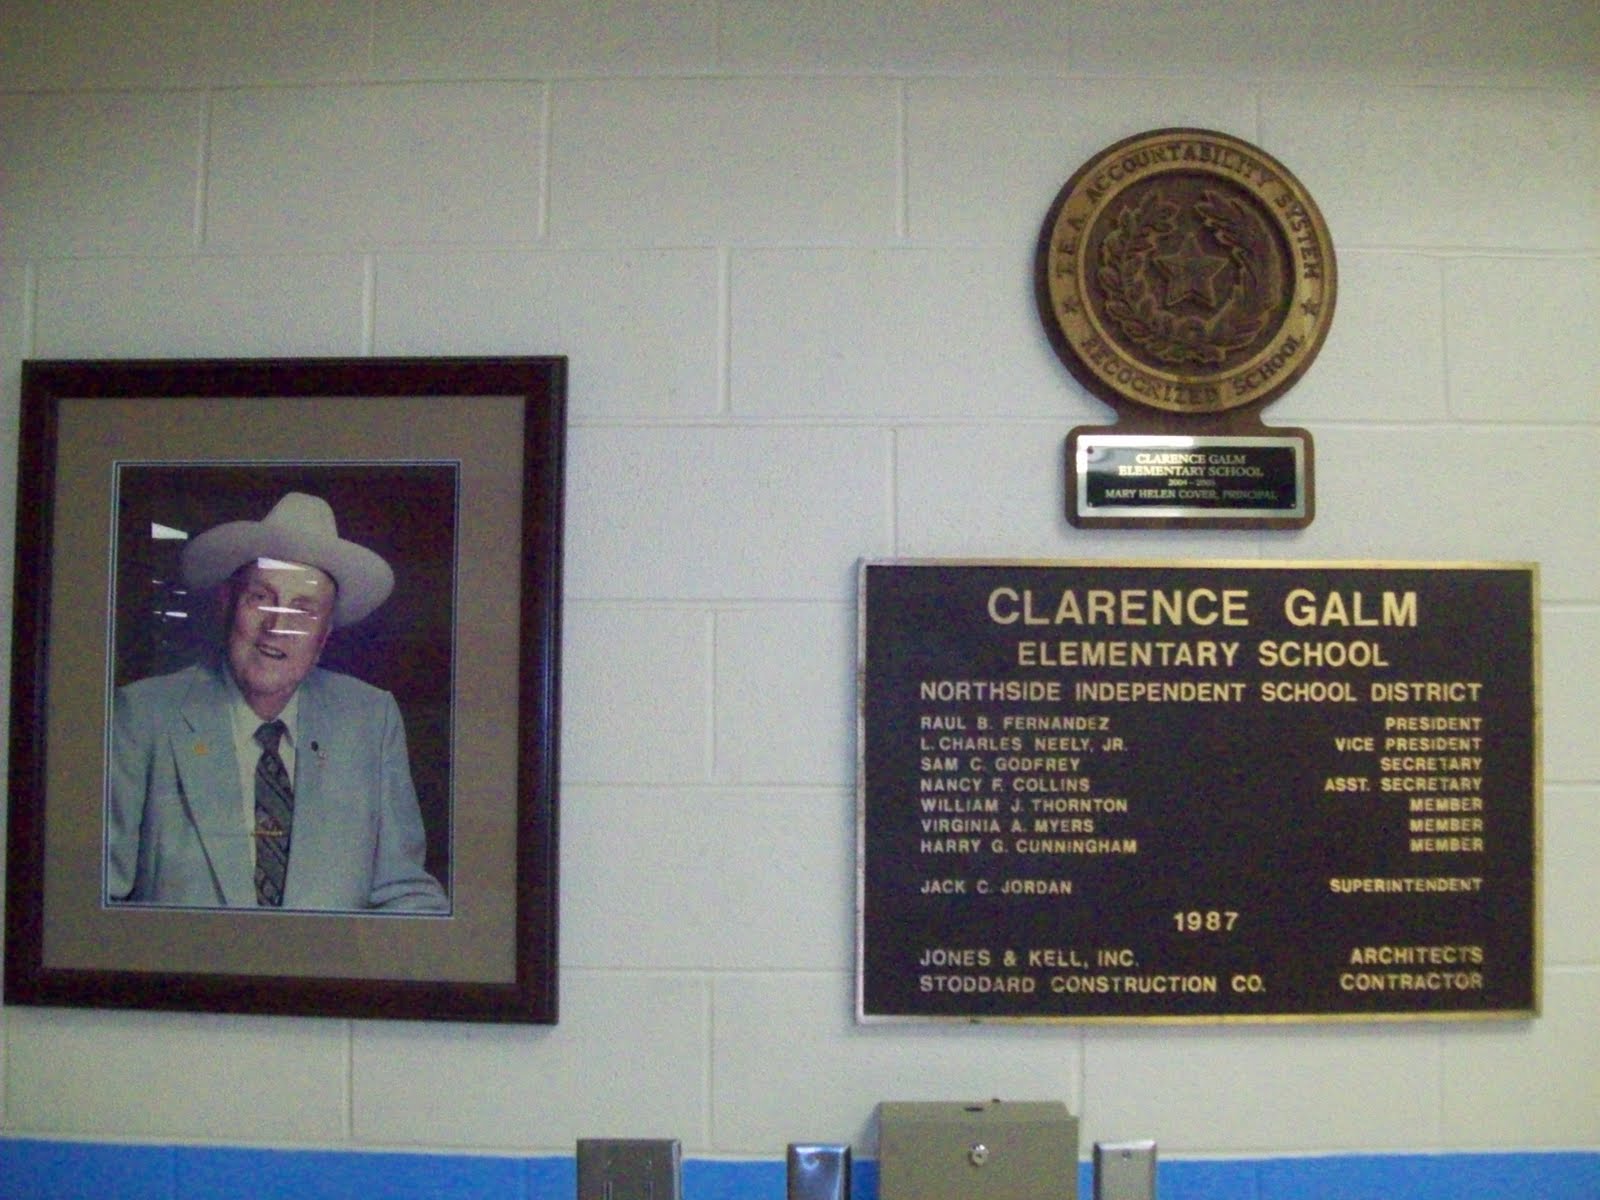 ★ T.E.A. ACCOUNTABILITY SYSTEM ★
RECOGNIZED SCHOOL
CLARENCE GALM
ELEMENTARY SCHOOL
2004 - 2005
MARY HELEN COVER, PRINCIPAL
CLARENCE GALM
ELEMENTARY SCHOOL
NORTHSIDE INDEPENDENT SCHOOL DISTRICT
RAUL B. FERNANDEZ PRESIDENT
L. CHARLES NEELY, JR. VICE PRESIDENT
SAM C. GODFREY SECRETARY
NANCY F. COLLINS ASST. SECRETARY
WILLIAM J. THORNTON MEMBER
VIRGINIA A. MYERS MEMBER
HARRY G. CUNNINGHAM MEMBER
JACK C. JORDAN SUPERINTENDENT
1987
JONES & KELL, INC. ARCHITECTS
STODDARD CONSTRUCTION CO. CONTRACTOR